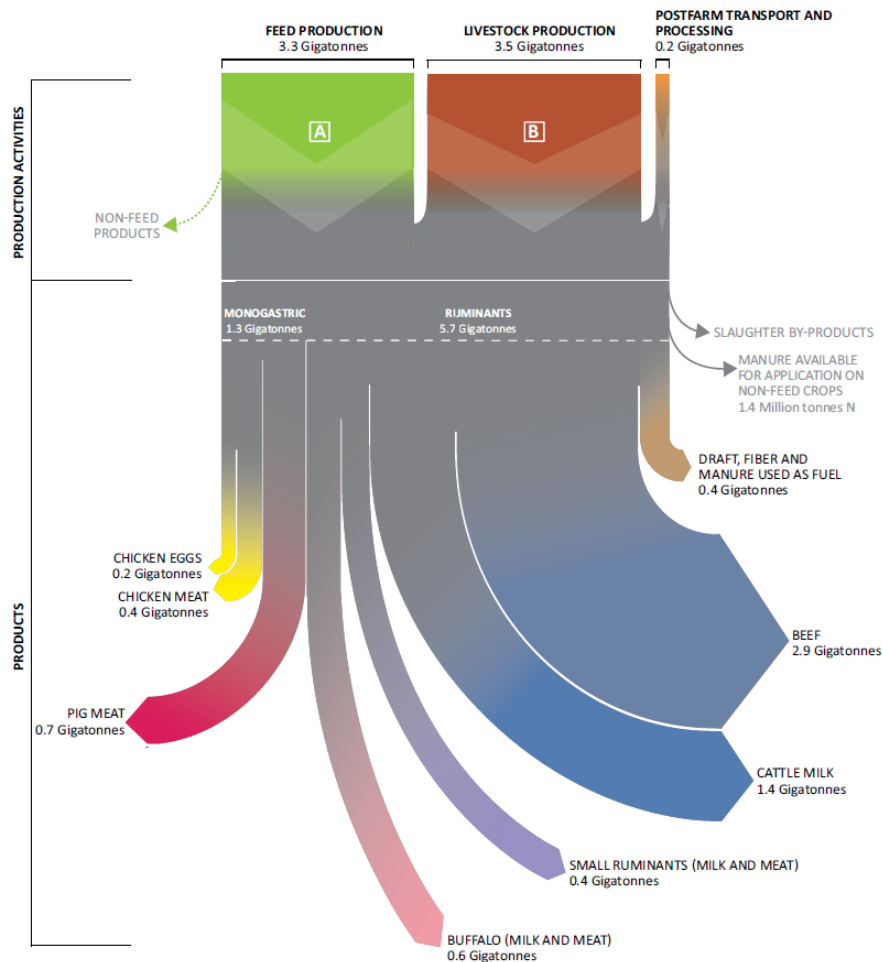 FEED PRODUCTION
3.3 Gigatonnes
LIVESTOCK PRODUCTION
3.5 Gigatonnes
POSTFARM TRANSPORT AND
PROCESSING
0.2 Gigatonnes
PRODUCTION ACTIVITIES
A
B
NON-FEED
PRODUCTS
MONOGASTRIC
1.3 Gigatonnes
RUMINANTS
5.7 Gigatonnes
SLAUGHTER BY-PRODUCTS
MANURE AVAILABLE
FOR APPLICATION ON
NON-FEED CROPS
1.4 Million tonnes N
DRAFT, FIBER AND
MANURE USED AS FUEL
0.4 Gigatonnes
PRODUCTS
CHICKEN EGGS
0.2 Gigatonnes
CHICKEN MEAT
0.4 Gigatonnes
BEEF
2.9 Gigatonnes
PIG MEAT
0.7 Gigatonnes
CATTLE MILK
1.4 Gigatonnes
SMALL RUMINANTS (MILK AND MEAT)
0.4 Gigatonnes
BUFFALO (MILK AND MEAT)
0.6 Gigatonnes